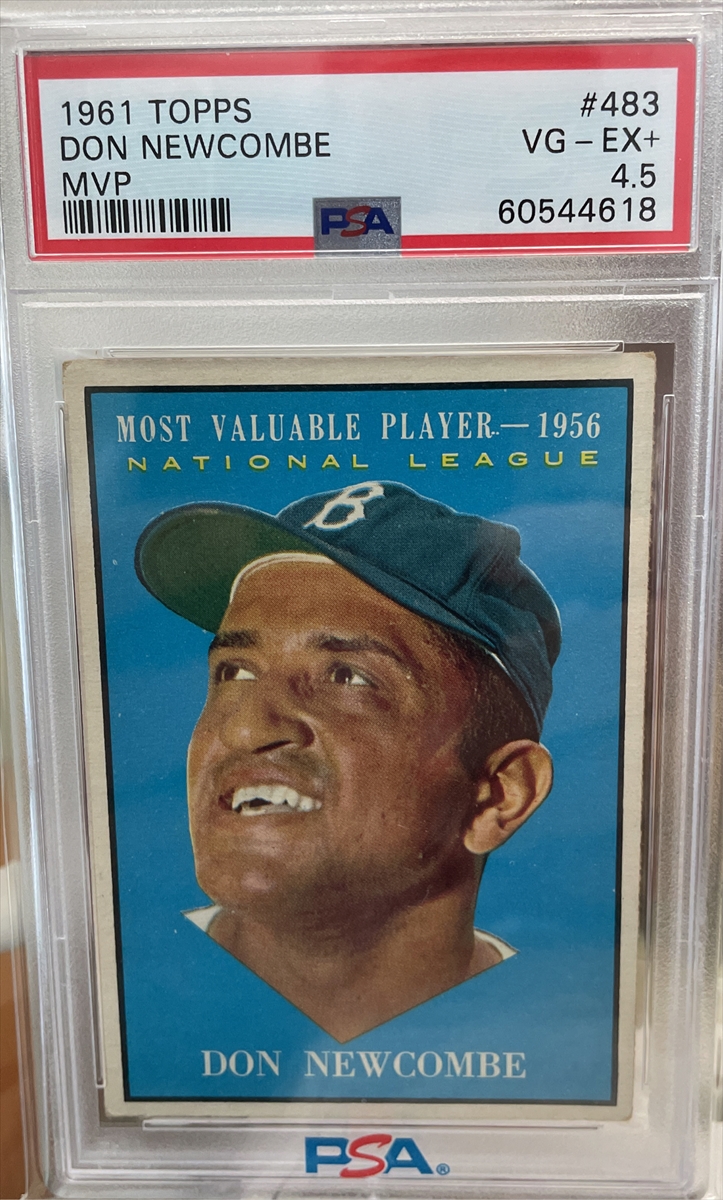 1961 TOPPS #483
DON NEWCOMBE VG - EX+
MVP 4.5
PSA 60544618
MOST VALUABLE PLAYER—1956
NATIONAL LEAGUE
B
DON NEWCOMBE
PSA®